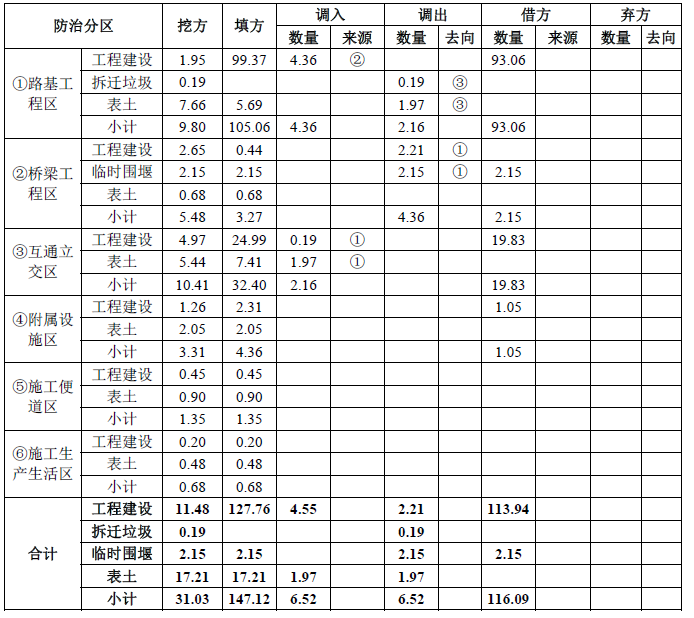 防治分区 挖方 填方 调入 调出 借方 弃方
数量 来源 数量 去向 数量 来源 数量 去向
①路基工程区 工程建设 1.95 99.37 4.36 ② 93.06
拆迁垃圾 0.19 0.19 ③
表土 7.66 5.69 1.97 ③
小计 9.80 105.06 4.36 2.16 93.06
②桥梁工程区 工程建设 2.65 0.44 2.21 ①
临时围堰 2.15 2.15 2.15 ① 2.15
表土 0.68 0.68
小计 5.48 3.27 4.36 2.15
③互通立交区 工程建设 4.97 24.99 0.19 ① 19.83
表土 5.44 7.41 1.97 ①
小计 10.41 32.40 2.16 19.83
④附属设施区 工程建设 1.26 2.31 1.05
表土 2.05 2.05
小计 3.31 4.36 1.05
⑤施工便道区 工程建设 0.45 0.45
表土 0.90 0.90
小计 1.35 1.35
⑥施工生产生活区 工程建设 0.20 0.20
表土 0.48 0.48
小计 0.68 0.68
合计 工程建设 11.48 127.76 4.55 2.21 113.94
拆迁垃圾 0.19 0.19
临时围堰 2.15 2.15 2.15 2.15
表土 17.21 17.21 1.97 1.97
小计 31.03 147.12 6.52 6.52 116.09